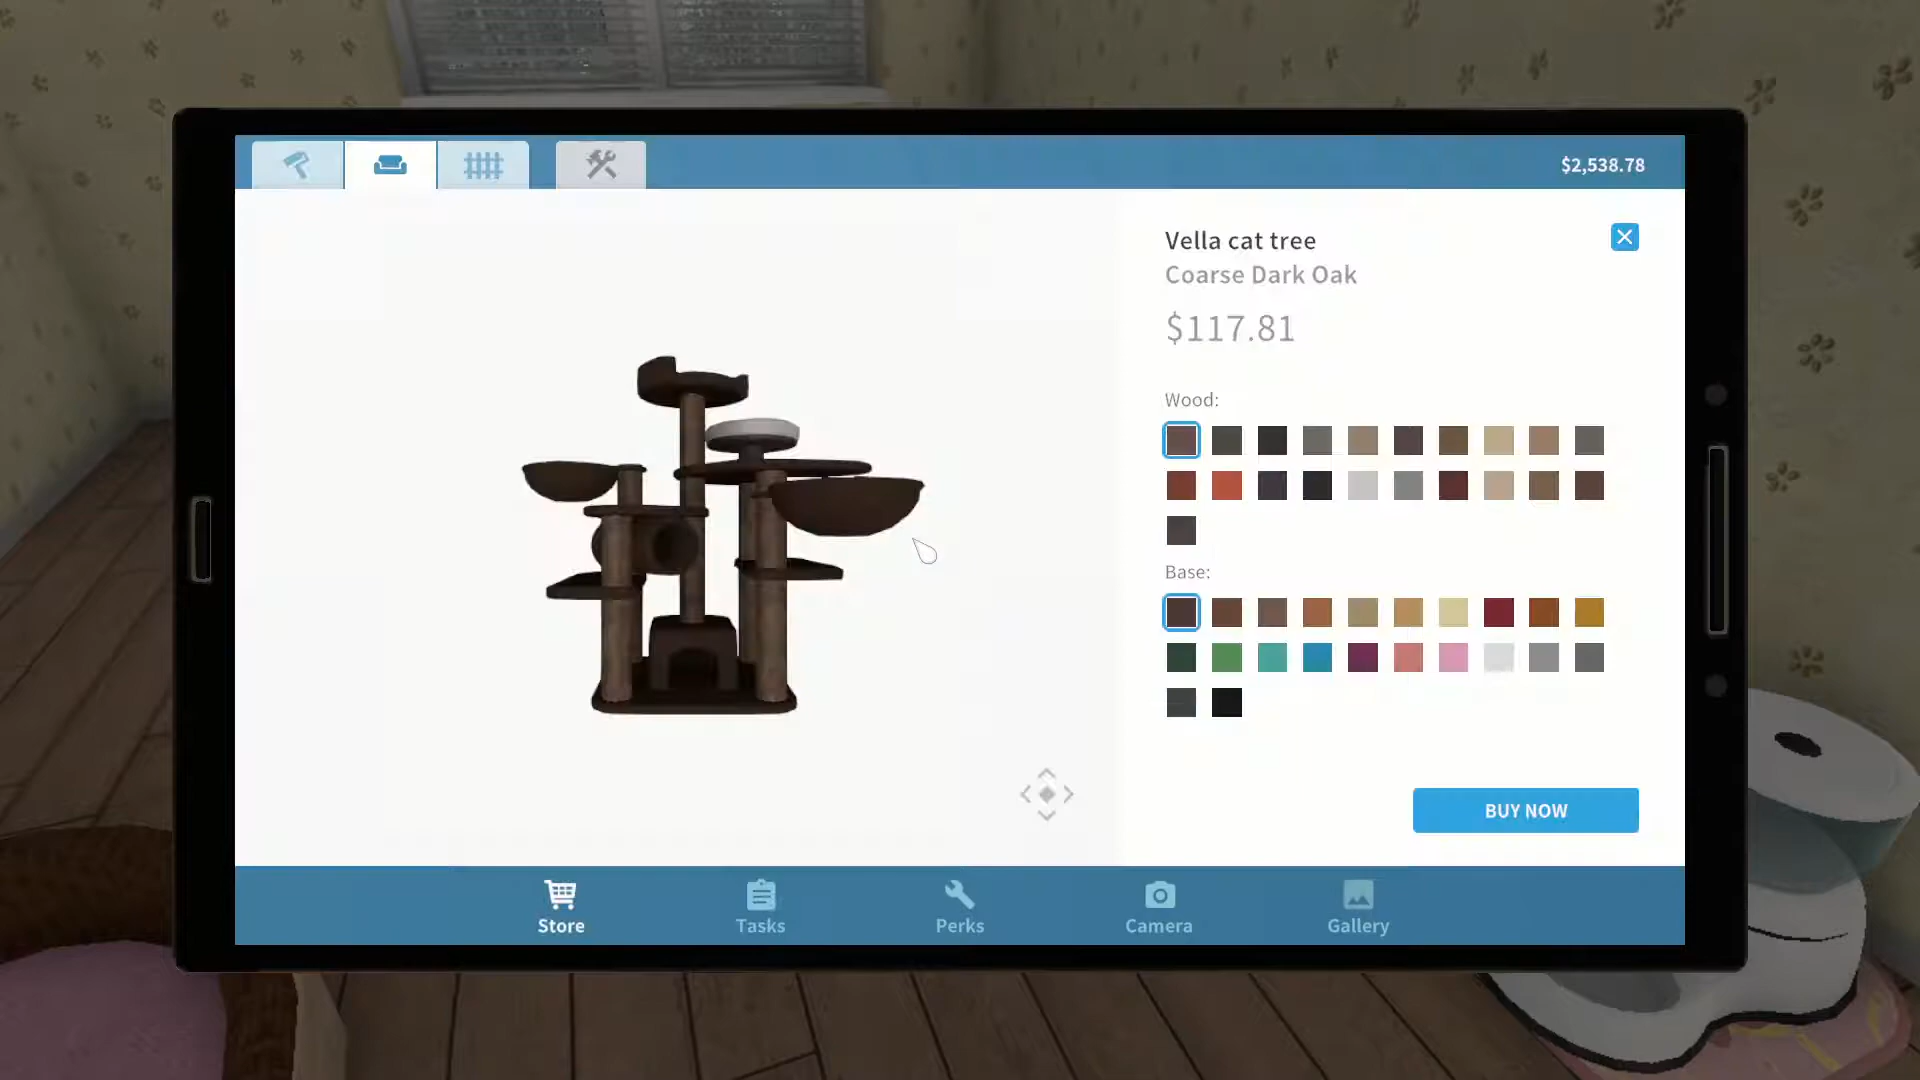 $2,538.78
Vella cat tree
Coarse Dark Oak
$117.81
Wood:
Base:
BUY NOW
Store
Tasks
Perks
Camera
Gallery